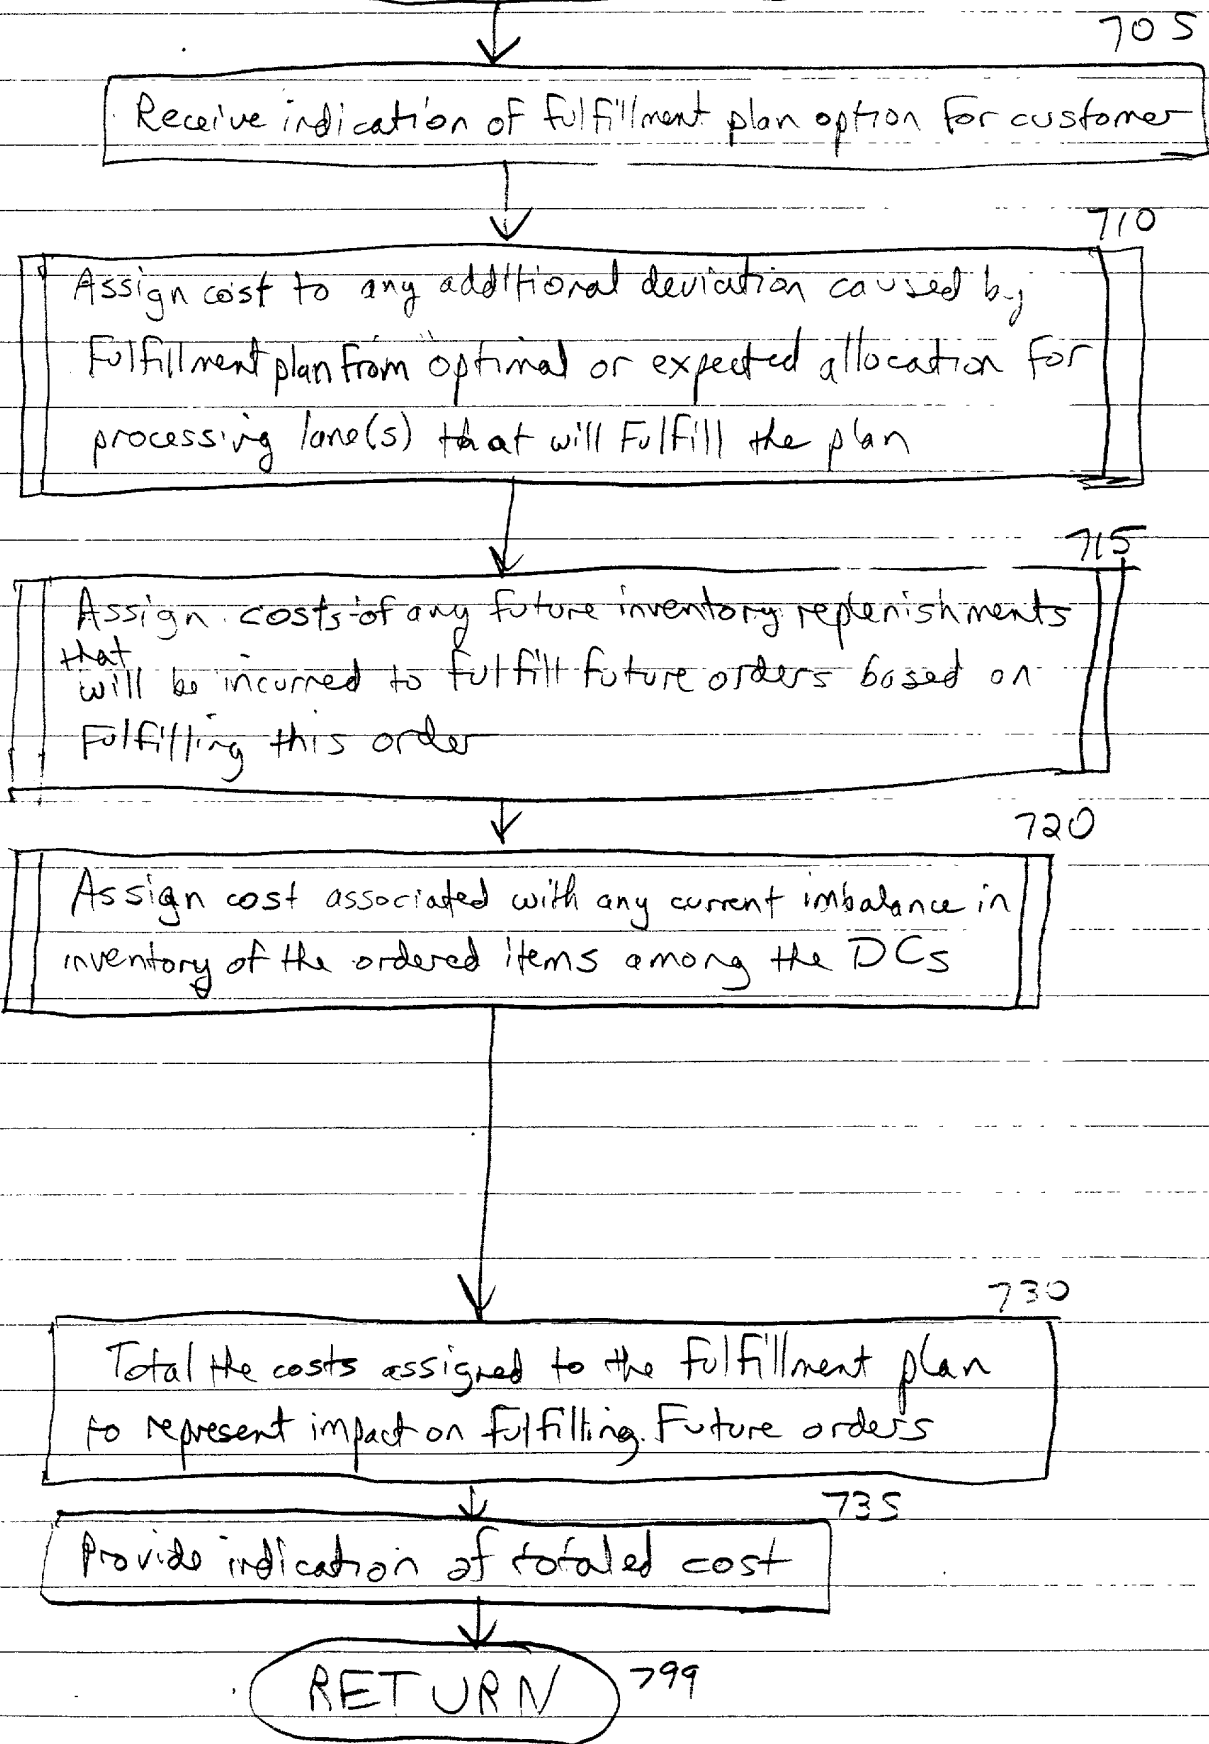 705
Receive indication of fulfillment plan option for customer
710
Assign cost to any additional deviation caused by
fulfillment plan from optimal or expected allocation for
processing lane(s) that will fulfill the plan
715
Assign costs of any future inventory replenishments
that
will be incurred to fulfill future orders based on
fulfilling this order
720
Assign cost associated with any current imbalance in
inventory of the ordered items among the DCs
730
Total the costs assigned to the fulfillment plan
to represent impact on fulfilling future orders
735
Provide indication of totaled cost
RETURN 799